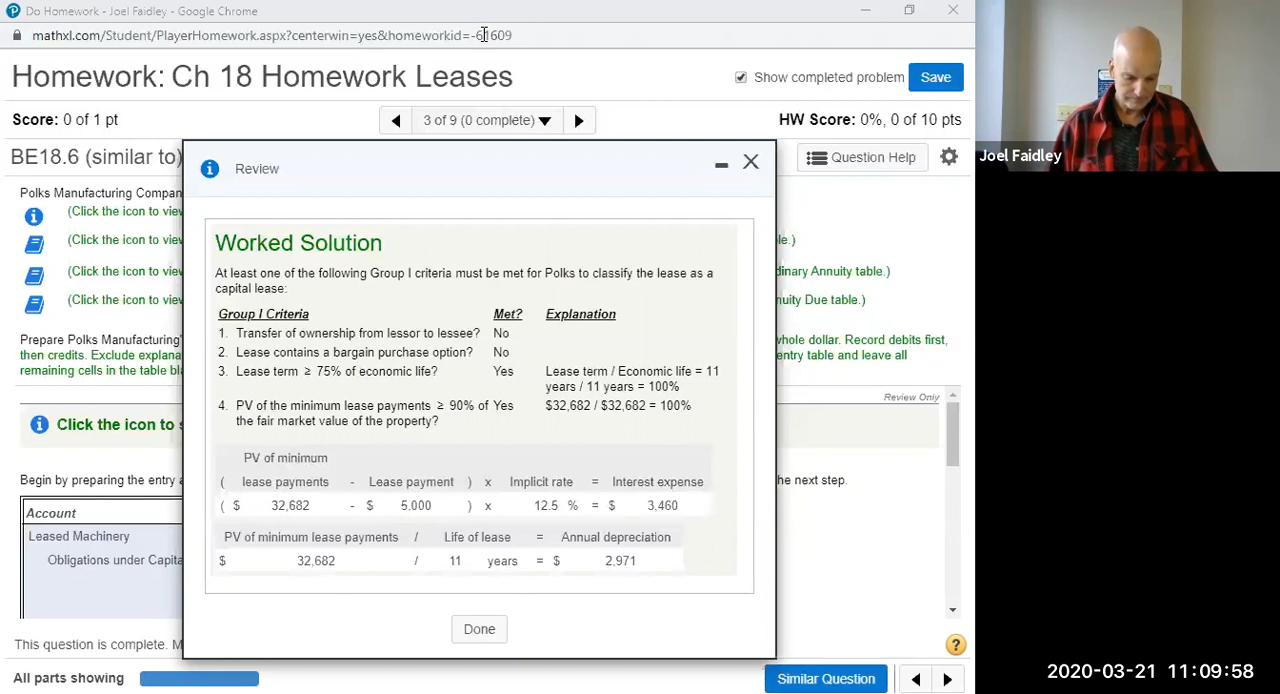 Do Homework - Joel Faidley - Google Chrome
mathxl.com/Student/PlayerHomework.aspx?centerwin=yes&homeworkid=-61609
Homework: Ch 18 Homework Leases
Show completed problem
Save
Score: 0 of 1 pt
3 of 9 (0 complete)
HW Score: 0%, 0 of 10 pts
BE18.6 (similar to)
Question Help
Joel Faidley
Review
Polks Manufacturing Compan
(Click the icon to view
(Click the icon to view
le.)
(Click the icon to view
dinary Annuity table.)
(Click the icon to view
nuity Due table.)
Worked Solution
At least one of the following Group I criteria must be met for Polks to classify the lease as a
capital lease:
Group I Criteria Met? Explanation
1. Transfer of ownership from lessor to lessee? No
2. Lease contains a bargain purchase option? No
3. Lease term ≥ 75% of economic life? Yes Lease term / Economic life = 11
years / 11 years = 100%
4. PV of the minimum lease payments ≥ 90% of Yes $32,682 / $32,682 = 100%
the fair market value of the property?
PV of minimum
( lease payments - Lease payment ) x Implicit rate = Interest expense
( $ 32,682 - $ 5,000 ) x 12.5 % = $ 3,460
PV of minimum lease payments / Life of lease = Annual depreciation
$ 32,682 / 11 years = $ 2,971
Done
Prepare Polks Manufacturing'
whole dollar. Record debits first,
then credits. Exclude explana
entry table and leave all
remaining cells in the table bla
Review Only
Click the icon to
Begin by preparing the entry
he next step.
Account
Leased Machinery
Obligations under Capita
This question is complete. M
?
All parts showing
Similar Question
2020-03-21 11:09:58